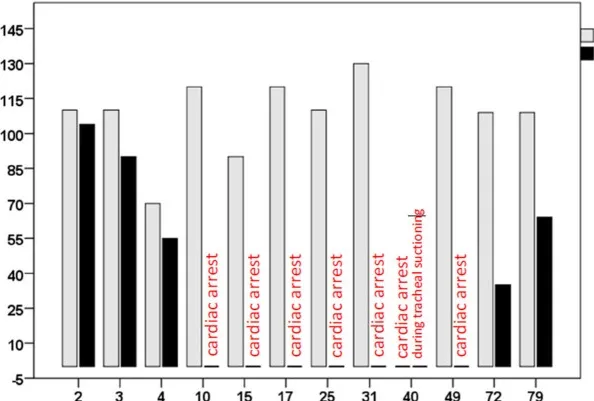 145
130
115
100
85
70
55
40
25
10
-5
cardiac arrest
cardiac arrest
cardiac arrest
cardiac arrest
cardiac arrest
cardiac arrest
during tracheal suctioning
cardiac arrest
2 3 4 10 15 17 25 31 40 49 72 79